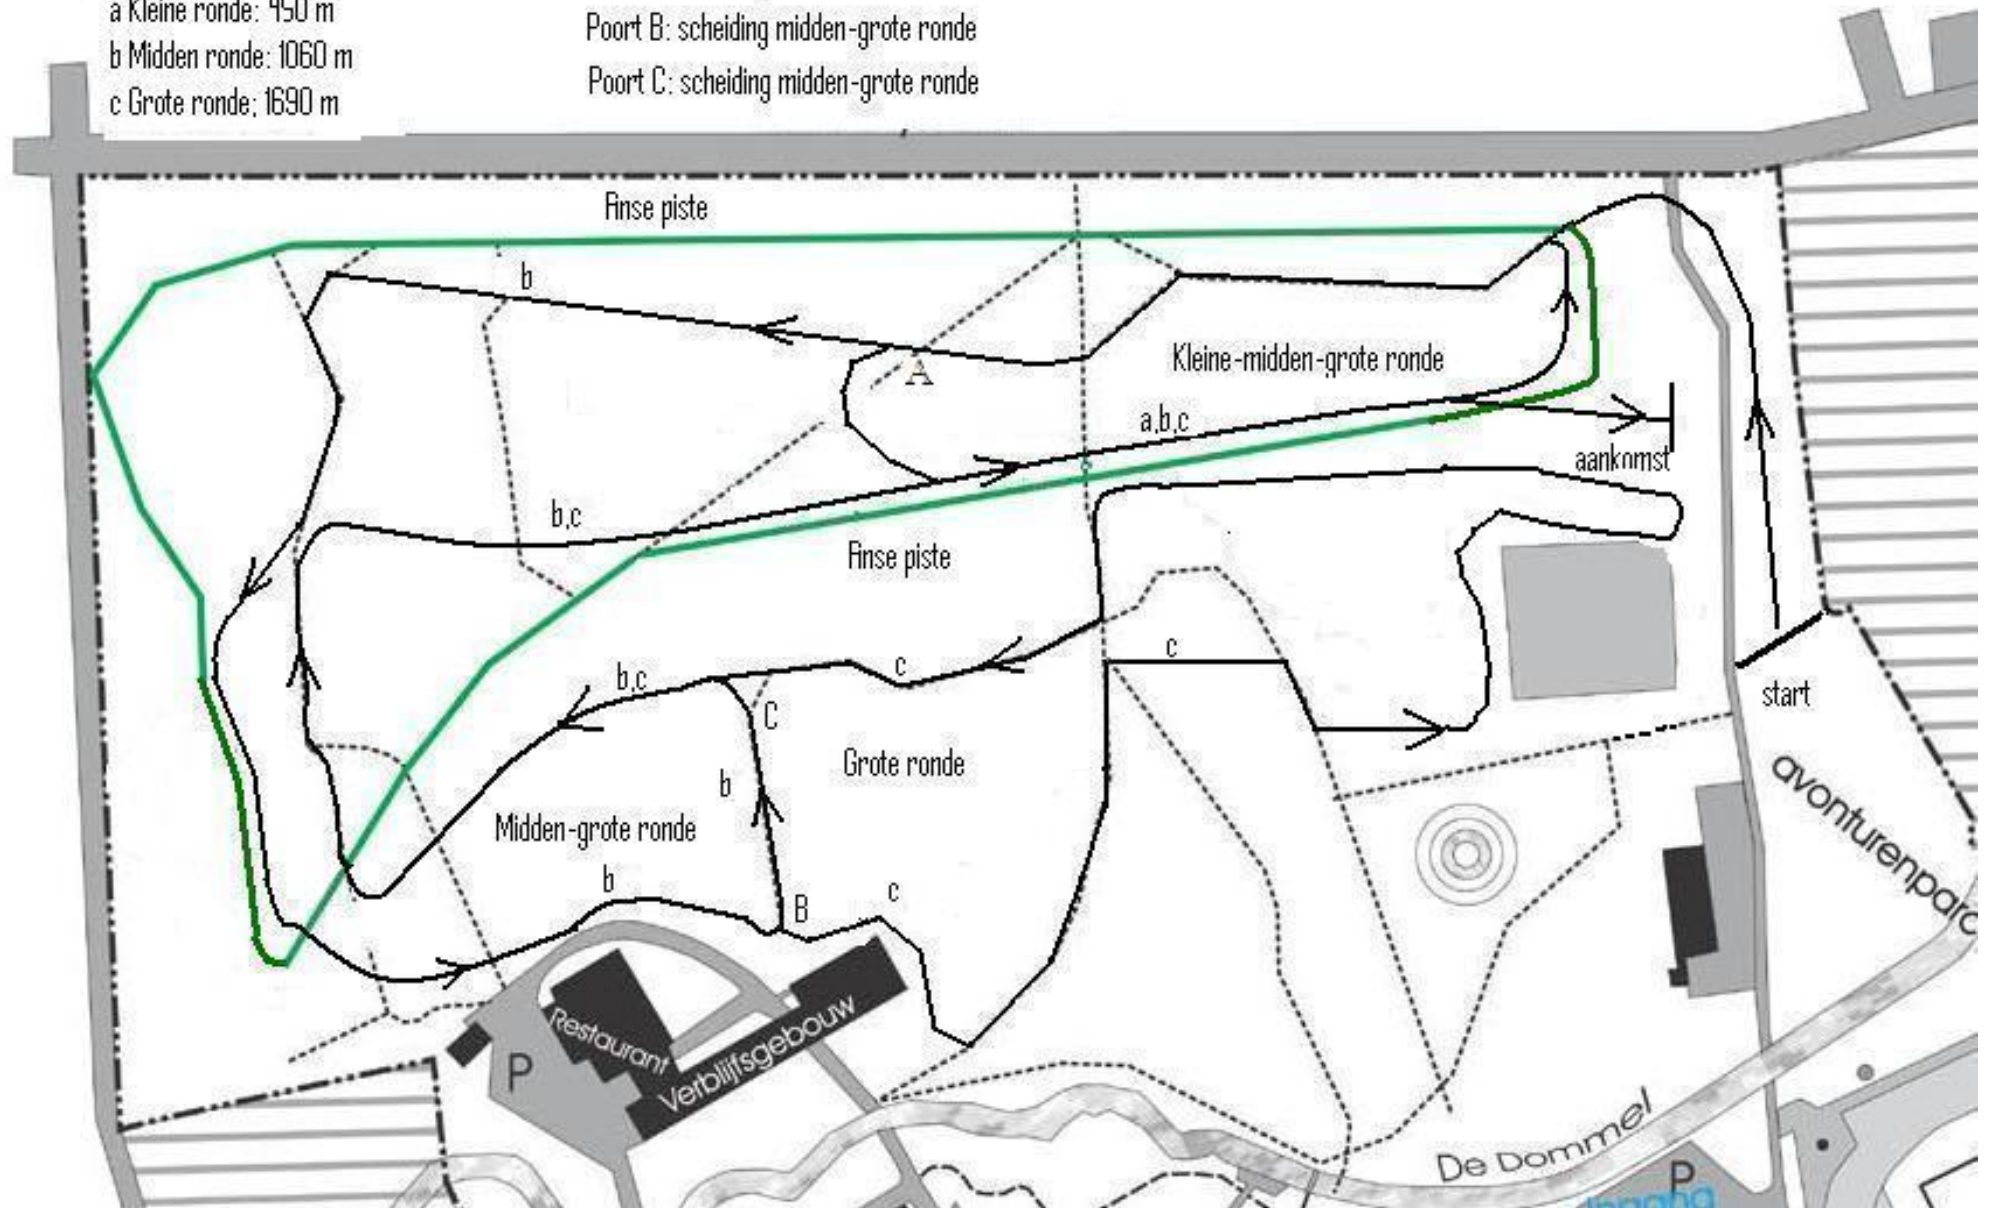 a Kleine ronde: 450 m
b Midden ronde: 1060 m
c Grote ronde; 1690 m
Poort B: scheiding midden-grote ronde
Poort C: scheiding midden-grote ronde
Finse piste
b
A
Kleine-midden-grote ronde
a,b,c
aankomst
b,c
Finse piste
c
c
b,c
start
C
Grote ronde
b
avonturenparc
Midden-grote ronde
b
c
B
Restaurant
Verblijfsgebouw
P
De Dommel
P
Ingang